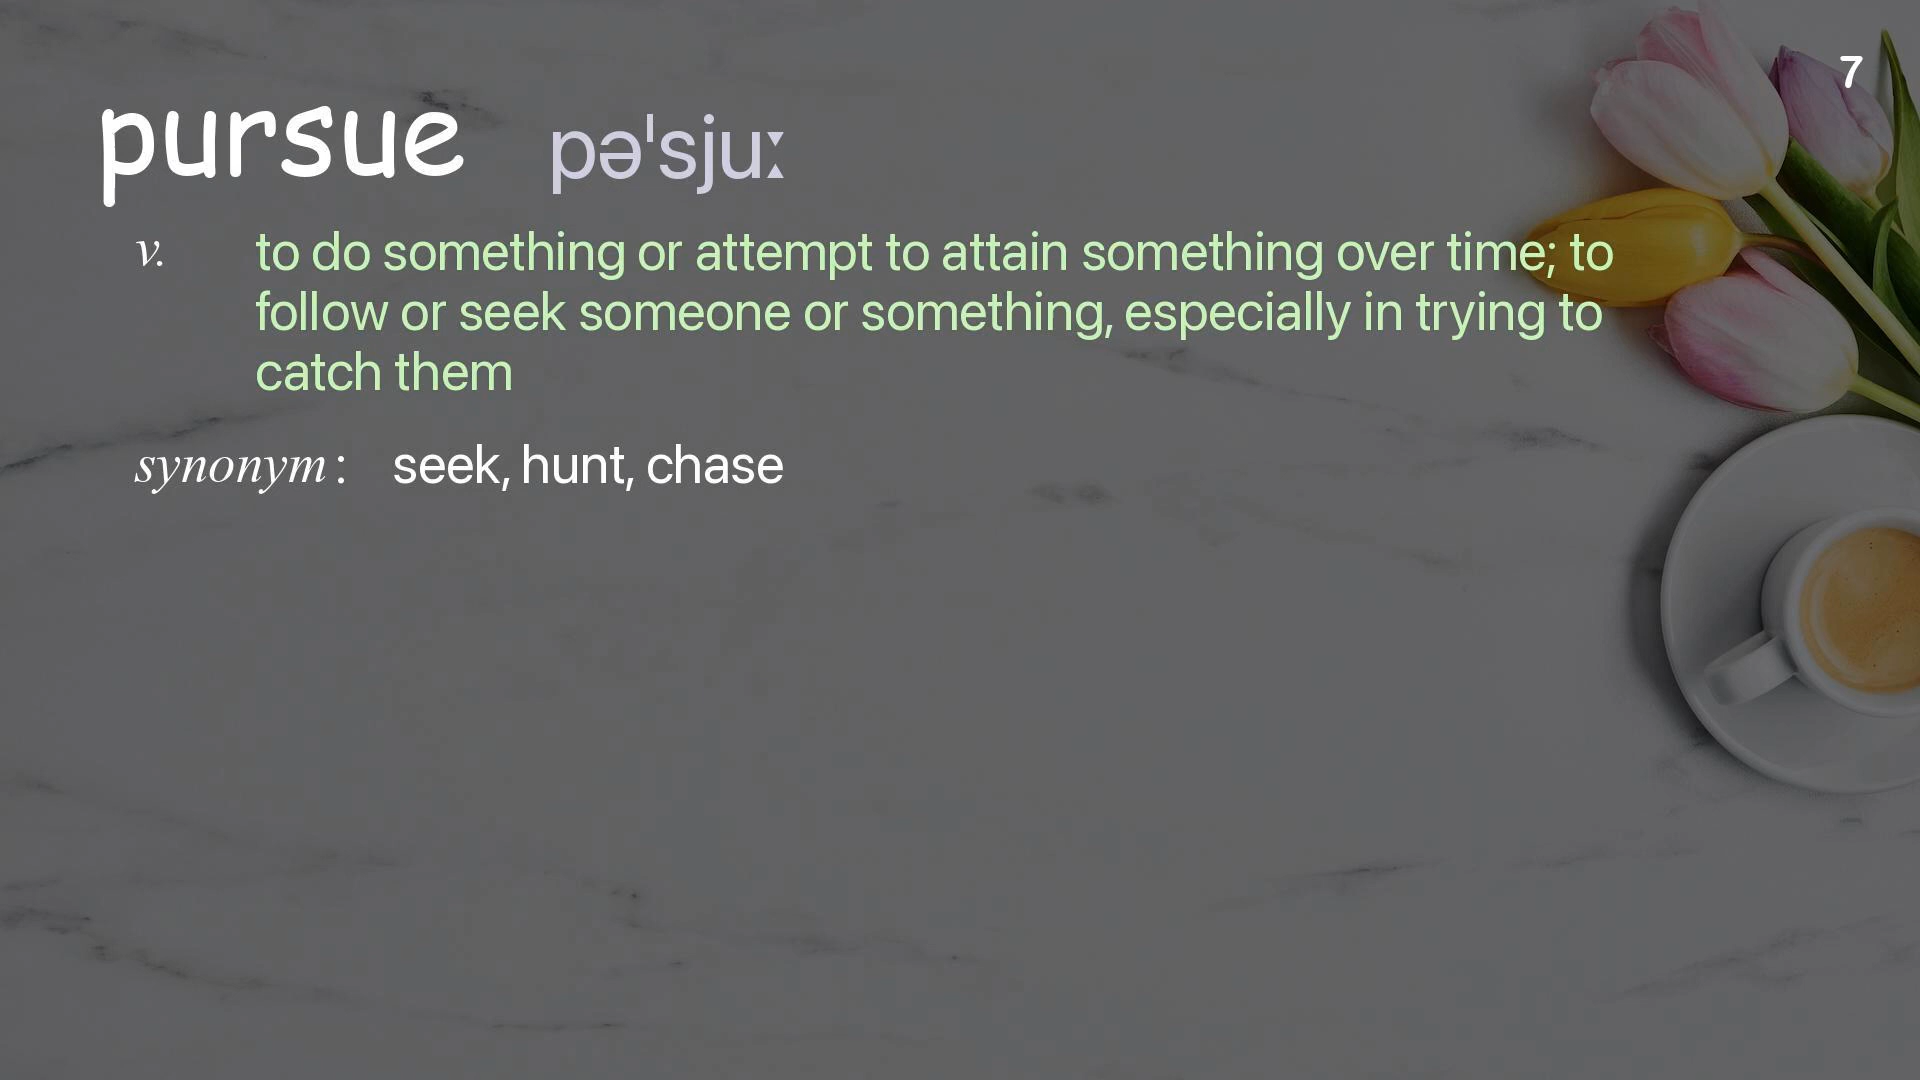 7
pursue pəˈsjuː
v. to do something or attempt to attain something over time; to
follow or seek someone or something, especially in trying to
catch them
synonym : seek, hunt, chase